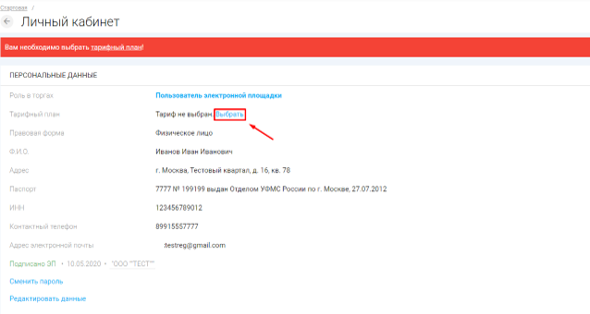 Стартовая /
← Личный кабинет
Вам необходимо выбрать тарифный план!
ПЕРСОНАЛЬНЫЕ ДАННЫЕ
Роль в торгах Пользователь электронной площадки
Тарифный план Тариф не выбран Выбрать
Правовая форма Физическое лицо
Ф.И.О. Иванов Иван Иванович
Адрес г. Москва, Тестовый квартал, д. 16, кв. 78
Паспорт 7777 № 199199 выдан Отделом УФМС России по г. Москве, 27.07.2012
ИНН 123456789012
Контактный телефон 89915557777
Адрес электронной почты testreg@gmail.com
Подписано ЭП • 10.05.2020 • "ООО ""ТЕСТ"""
Сменить пароль
Редактировать данные